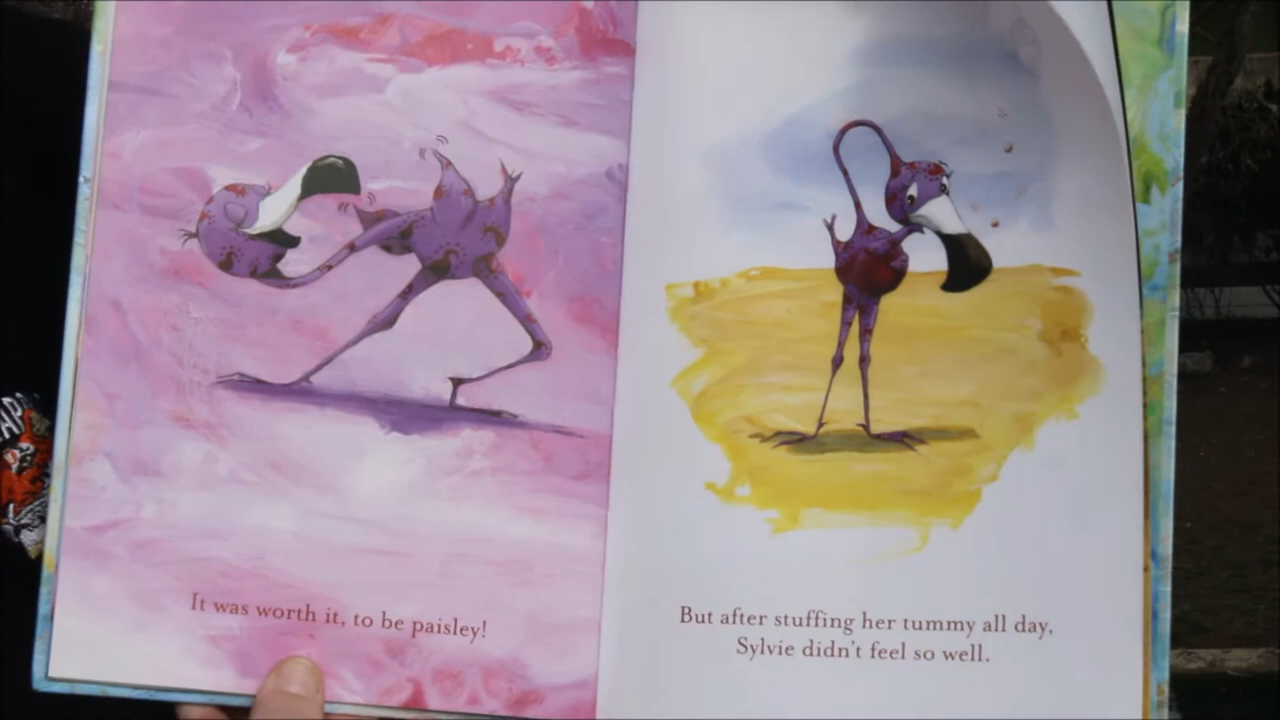 It was worth it, to be paisley!
But after stuffing her tummy all day,
Sylvie didn't feel so well.